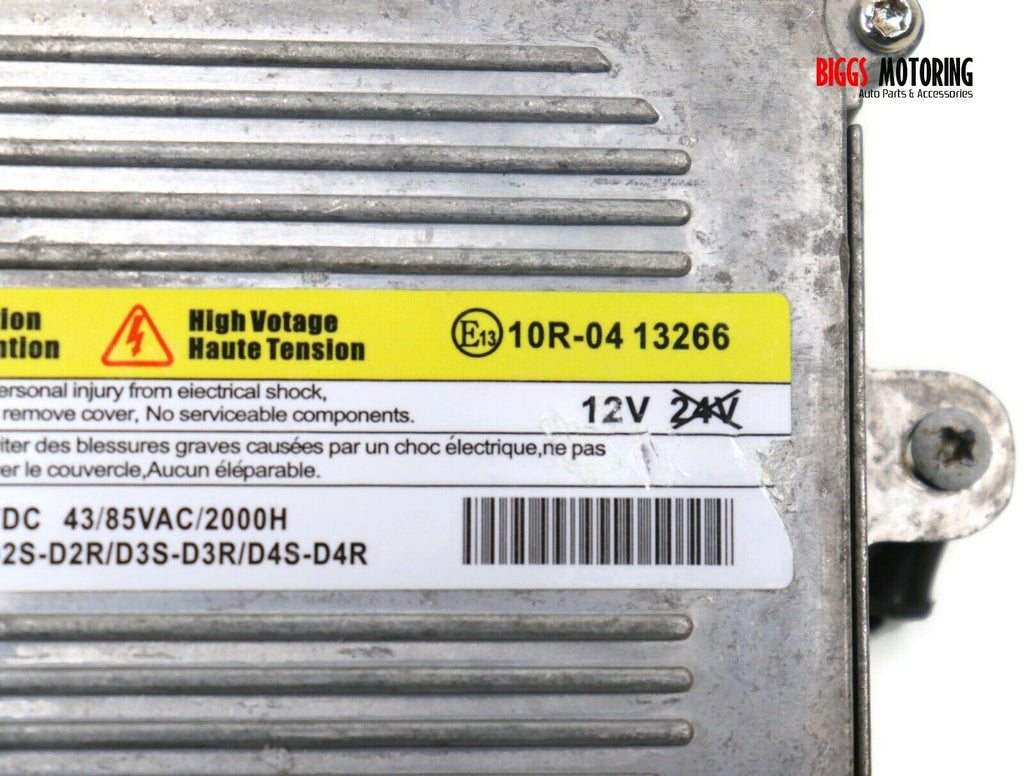 BIGGS MOTORING
Auto Parts & Accessories
High Votage
Haute Tension
E13 10R-04 13266
ersonal injury from eiectrical shock,
remove cover, No serviceable components.
12V 24V
iter des blessures graves causées par un choc électrique,ne pas
er le couvercle,Aucun éléparable.
DC 43/85VAC/2000H
2S-D2R/D3S-D3R/D4S-D4R